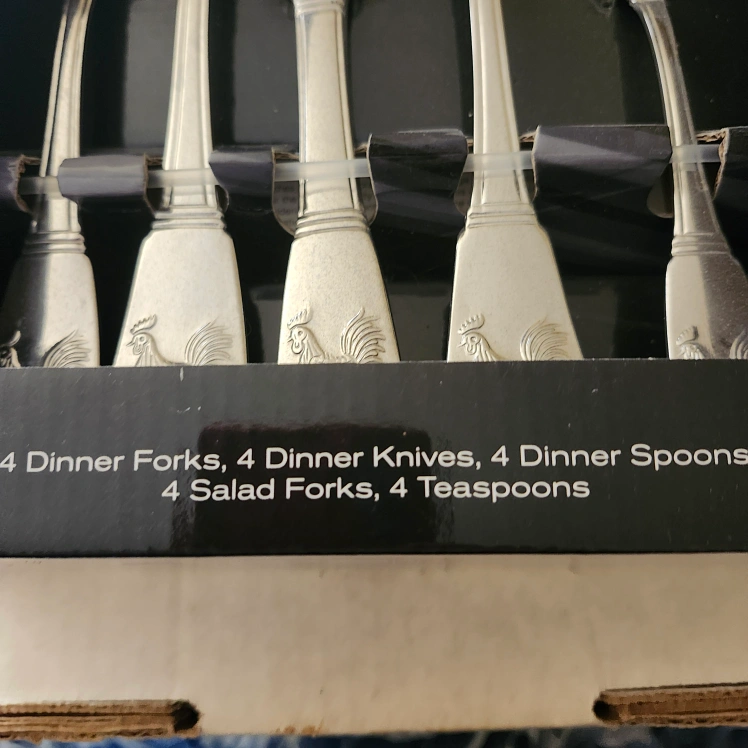 4 Dinner Forks, 4 Dinner Knives, 4 Dinner Spoons
4 Salad Forks, 4 Teaspoons